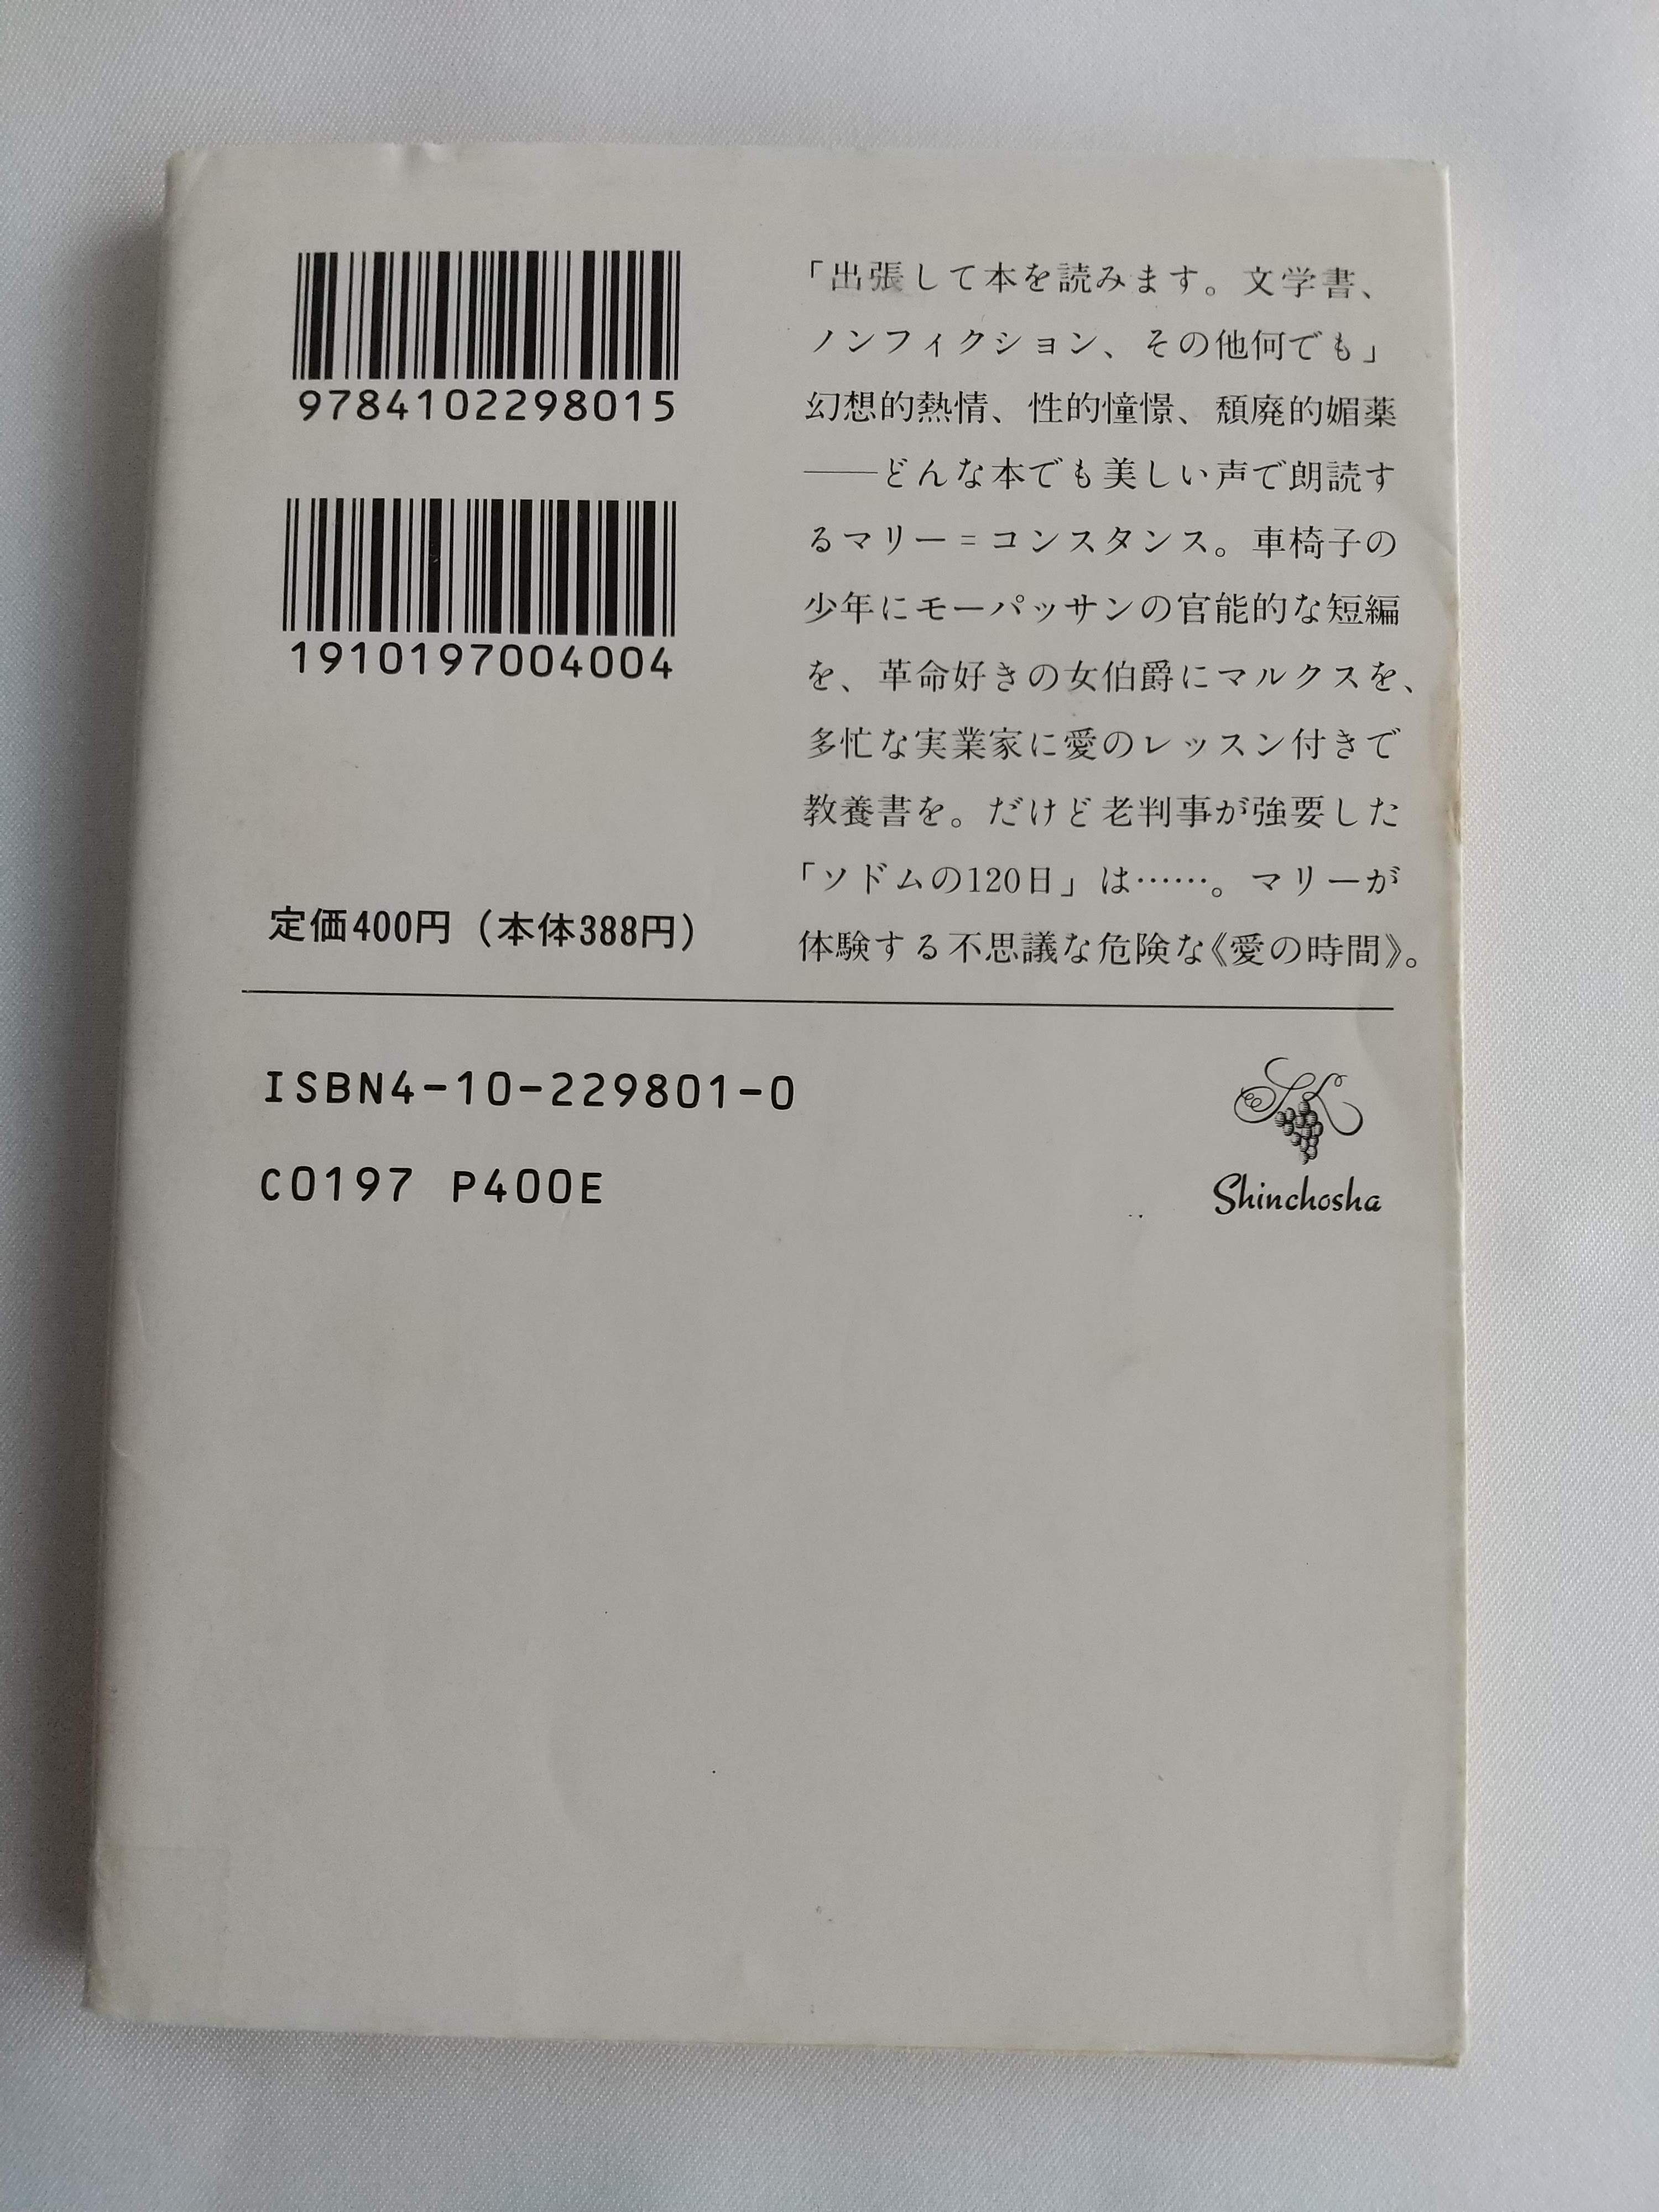 9784102298015
1910197004004
定価400円（本体388円）
「出張して本を読みます。文学書、
ノンフィクション、その他何でも」
幻想的熱情、性的憧憬、頽廃的媚薬
――どんな本でも美しい声で朗読す
るマリー＝コンスタンス。車椅子の
少年にモーパッサンの官能的な短編
を、革命好きの女伯爵にマルクスを、
多忙な実業家に愛のレッスン付きで
教養書を。だけど老判事が強要した
「ソドムの120日」は……。マリーが
体験する不思議な危険な《愛の時間》。
ISBN4-10-229801-0
C0197 P400E
SK
Shinchosha